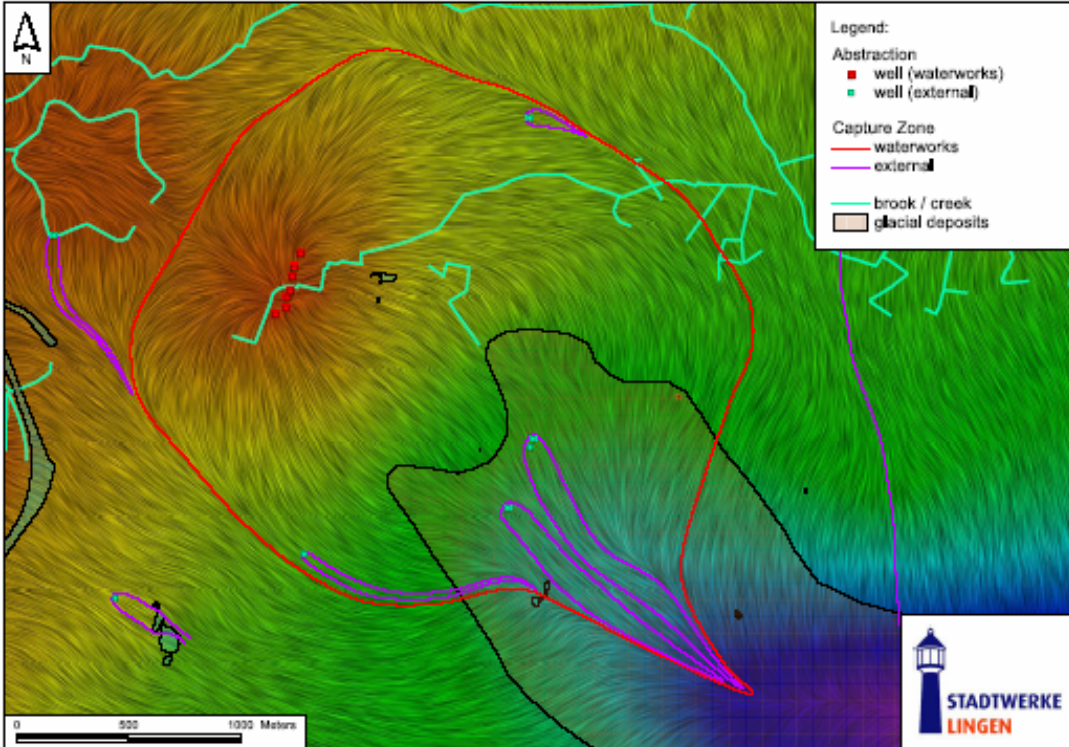 N
Legend:
Abstraction
well (waterworks)
well (external)
Capture Zone
waterworks
external
brook / creek
glacial deposits
0 500 1000 Meters
STADTWERKE
LINGEN